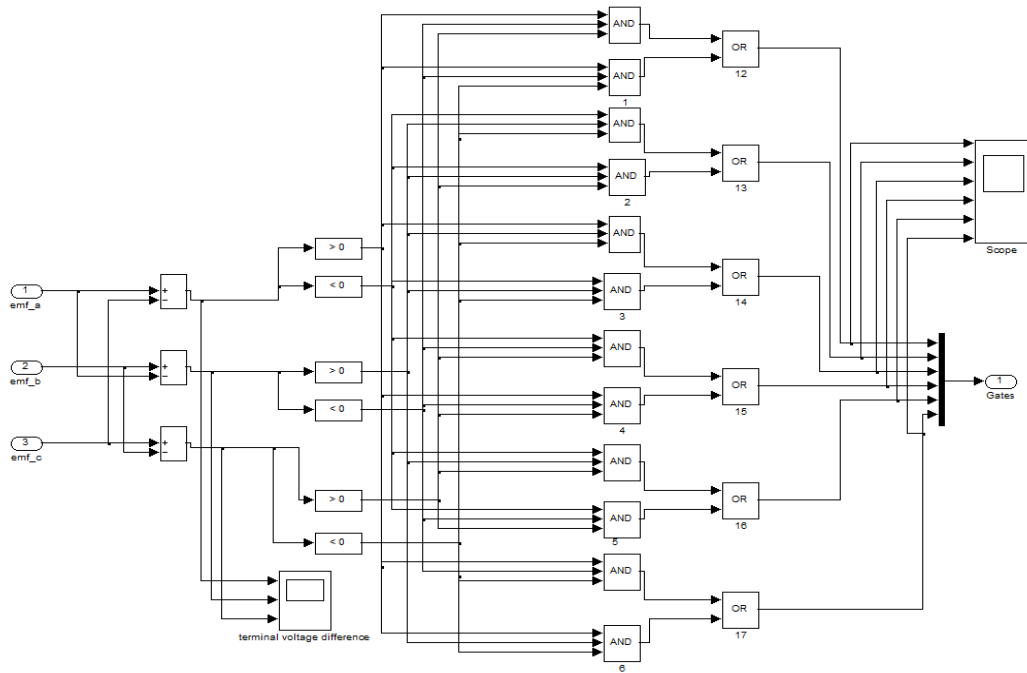 AND
OR
12
AND
1
AND
OR
13
AND
2
Scope
AND
> 0
OR
14
1
emf_a
+
−
< 0
AND
3
AND
2
emf_b
+
−
> 0
OR
15
1
Gates
< 0
AND
4
3
emf_c
+
−
AND
> 0
OR
16
AND
5
< 0
AND
OR
17
terminal voltage difference
AND
6